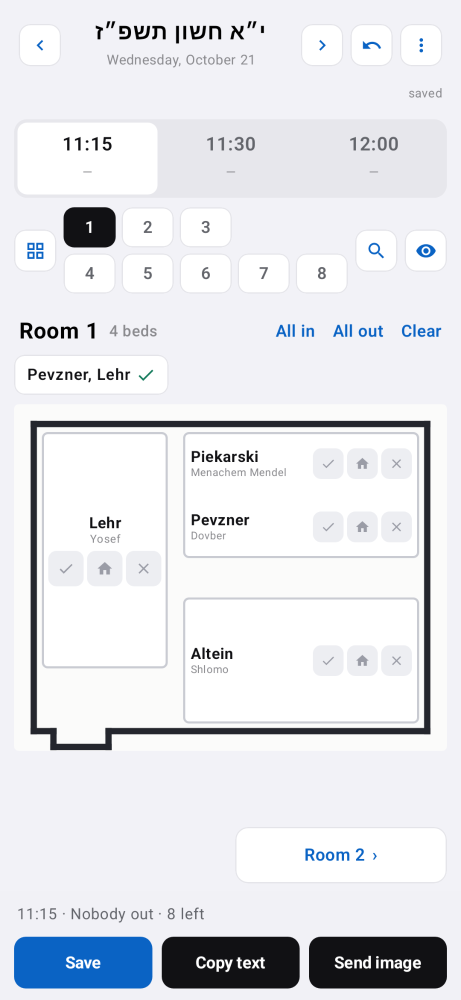 י״א חשון תשפ״ז
Wednesday, October 21
saved
11:15 11:30 12:00
– – –
1 2 3
4 5 6 7 8
Room 1 4 beds All in All out Clear
Pevzner, Lehr
Piekarski
Menachem Mendel
Lehr
Yosef
Pevzner
Dovber
Altein
Shlomo
Room 2 ›
11:15 · Nobody out · 8 left
Save Copy text Send image